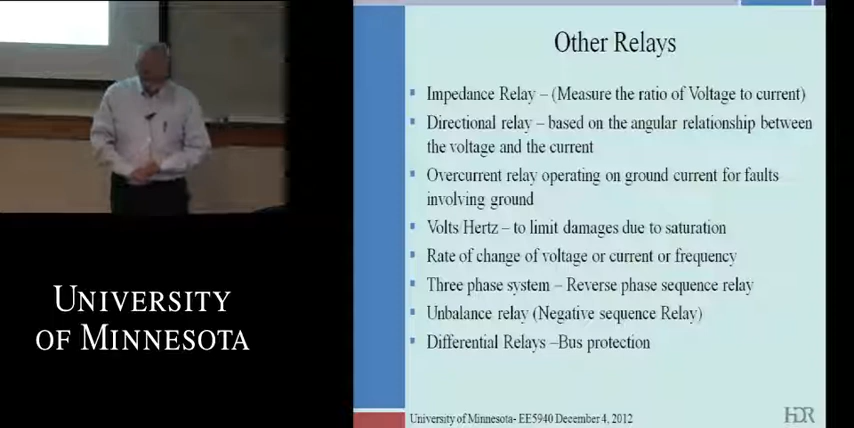 Other Relays
Impedance Relay – (Measure the ratio of Voltage to current)
Directional relay – based on the angular relationship between
the voltage and the current
Overcurrent relay operating on ground current for faults
involving ground
Volts Hertz – to limit damages due to saturation
Rate of change of voltage or current or frequency
Three phase system – Reverse phase sequence relay
Unbalance relay (Negative sequence Relay)
Differential Relays –Bus protection
University of Minnesota- EE5940 December 4, 2012
HDR
UNIVERSITY
OF MINNESOTA